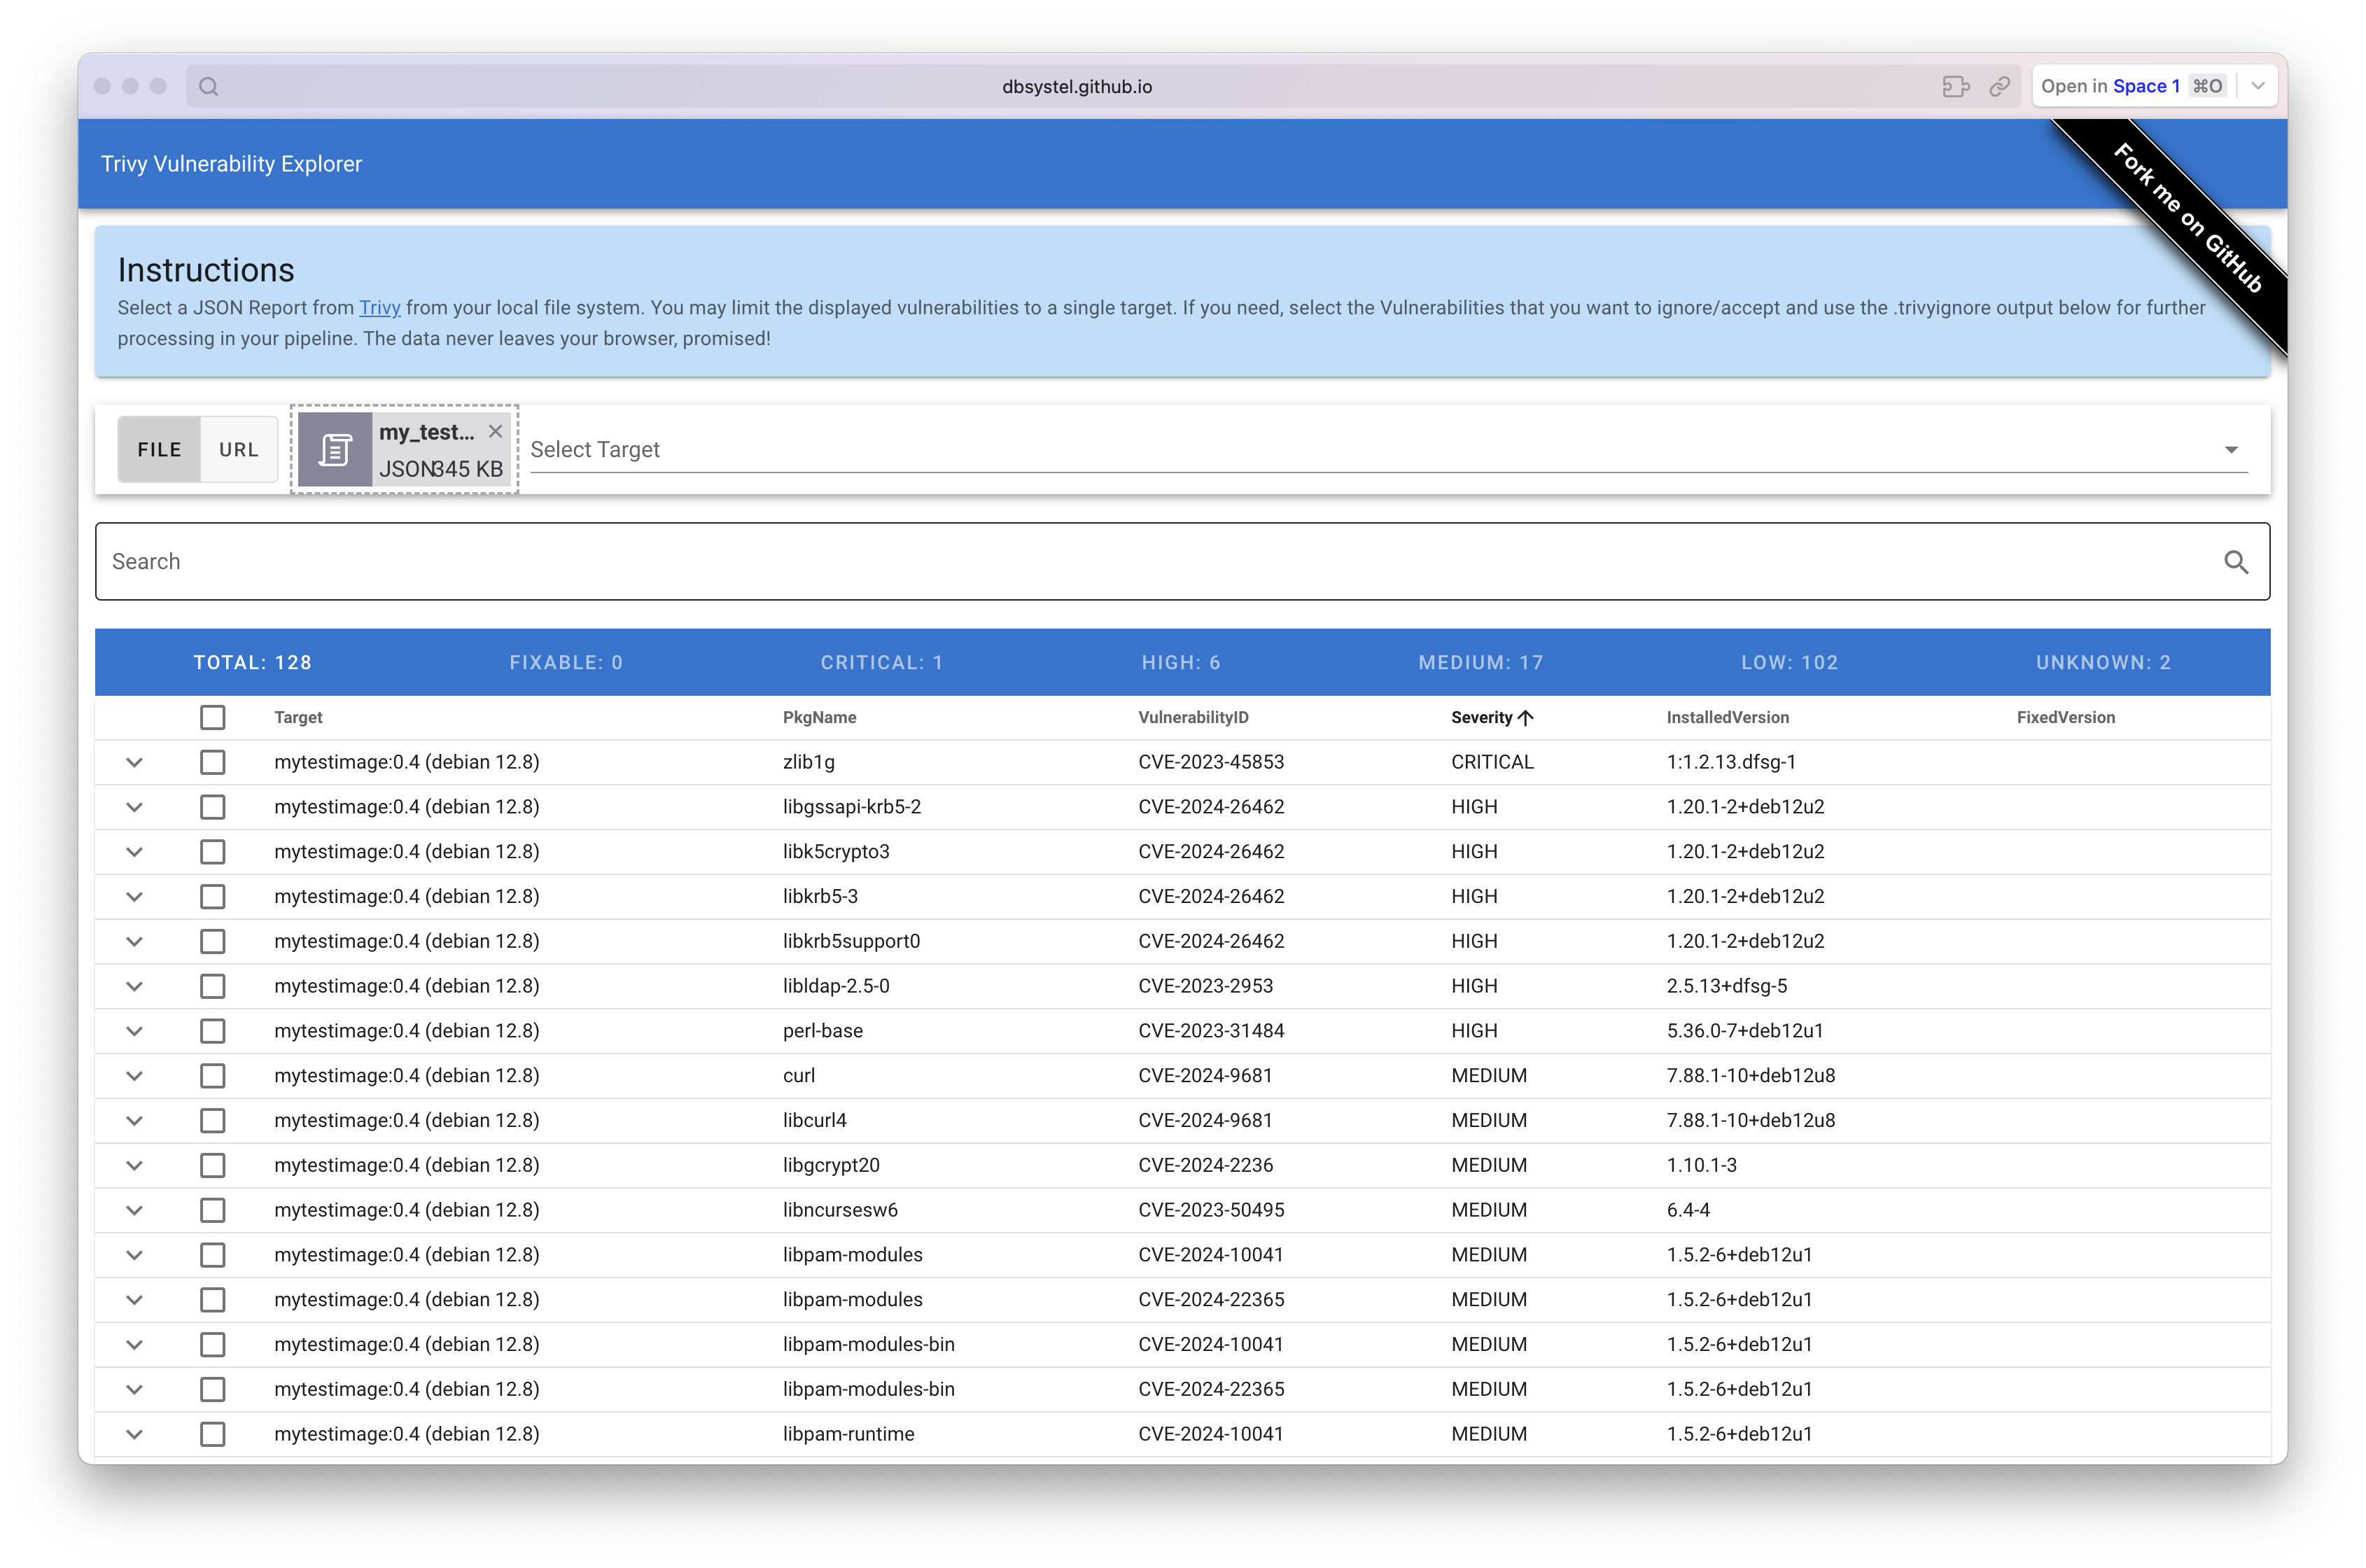 dbsystel.github.io
Open in Space 1 ⌘O
Trivy Vulnerability Explorer
Fork me on GitHub
Instructions
Select a JSON Report from Trivy from your local file system. You may limit the displayed vulnerabilities to a single target. If you need, select the Vulnerabilities that you want to ignore/accept and use the .trivyignore output below for further
processing in your pipeline. The data never leaves your browser, promised!
FILE URL my_test... Select Target
JSON 345 KB
Search
TOTAL: 128 FIXABLE: 0 CRITICAL: 1 HIGH: 6 MEDIUM: 17 LOW: 102 UNKNOWN: 2
Target PkgName VulnerabilityID Severity InstalledVersion FixedVersion
mytestimage:0.4 (debian 12.8) zlib1g CVE-2023-45853 CRITICAL 1:1.2.13.dfsg-1
mytestimage:0.4 (debian 12.8) libgssapi-krb5-2 CVE-2024-26462 HIGH 1.20.1-2+deb12u2
mytestimage:0.4 (debian 12.8) libk5crypto3 CVE-2024-26462 HIGH 1.20.1-2+deb12u2
mytestimage:0.4 (debian 12.8) libkrb5-3 CVE-2024-26462 HIGH 1.20.1-2+deb12u2
mytestimage:0.4 (debian 12.8) libkrb5support0 CVE-2024-26462 HIGH 1.20.1-2+deb12u2
mytestimage:0.4 (debian 12.8) libldap-2.5-0 CVE-2023-2953 HIGH 2.5.13+dfsg-5
mytestimage:0.4 (debian 12.8) perl-base CVE-2023-31484 HIGH 5.36.0-7+deb12u1
mytestimage:0.4 (debian 12.8) curl CVE-2024-9681 MEDIUM 7.88.1-10+deb12u8
mytestimage:0.4 (debian 12.8) libcurl4 CVE-2024-9681 MEDIUM 7.88.1-10+deb12u8
mytestimage:0.4 (debian 12.8) libgcrypt20 CVE-2024-2236 MEDIUM 1.10.1-3
mytestimage:0.4 (debian 12.8) libncursesw6 CVE-2023-50495 MEDIUM 6.4-4
mytestimage:0.4 (debian 12.8) libpam-modules CVE-2024-10041 MEDIUM 1.5.2-6+deb12u1
mytestimage:0.4 (debian 12.8) libpam-modules CVE-2024-22365 MEDIUM 1.5.2-6+deb12u1
mytestimage:0.4 (debian 12.8) libpam-modules-bin CVE-2024-10041 MEDIUM 1.5.2-6+deb12u1
mytestimage:0.4 (debian 12.8) libpam-modules-bin CVE-2024-22365 MEDIUM 1.5.2-6+deb12u1
mytestimage:0.4 (debian 12.8) libpam-runtime CVE-2024-10041 MEDIUM 1.5.2-6+deb12u1